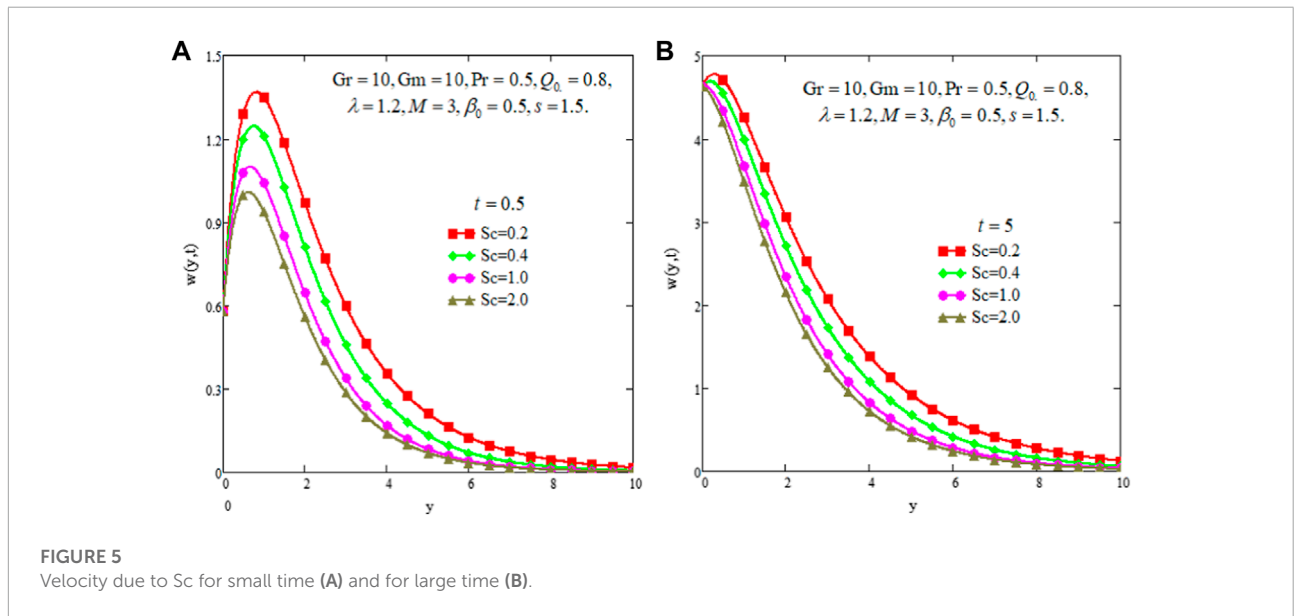 A
1.5
1.2
0.9
0.6
0.3
0
0
2
4
6
8
10
w(y,t)
y
Gr = 10, Gm = 10, Pr = 0.5, Q₀. = 0.8,
λ = 1.2, M = 3, β₀ = 0.5, s = 1.5.
t = 0.5
Sc=0.2
Sc=0.4
Sc=1.0
Sc=2.0
B
5
4
3
2
1
0
0
2
4
6
8
10
w(y,t)
y
Gr = 10, Gm = 10, Pr = 0.5, Q₀. = 0.8,
λ = 1.2, M = 3, β₀ = 0.5, s = 1.5.
t = 5
Sc=0.2
Sc=0.4
Sc=1.0
Sc=2.0
FIGURE 5
Velocity due to Sc for small time (A) and for large time (B).